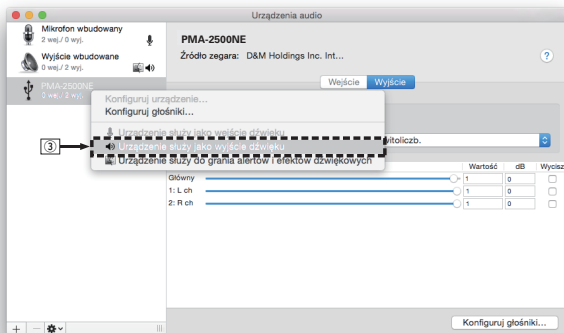 Urządzenia audio
Mikrofon wbudowany
2 wej./ 0 wyj.
Wyjście wbudowane
0 wej./ 2 wyj.
PMA-2500NE
0 wej./ 2 wyj.
PMA-2500NE
Źródło zegara: D&M Holdings Inc. Int...
?
Wejście Wyjście
Konfiguruj urządzenie...
Konfiguruj głośniki...
Urządzenie służy jako wejście dźwięku
3 Urządzenie służy jako wyjście dźwięku
Urządzenie służy do grania alertów i efektów dźwiękowych
witoliczb.
Wartość dB Wycisz
Główny 1 0
1: L ch 1 0
2: R ch 1 0
Konfiguruj głośniki...